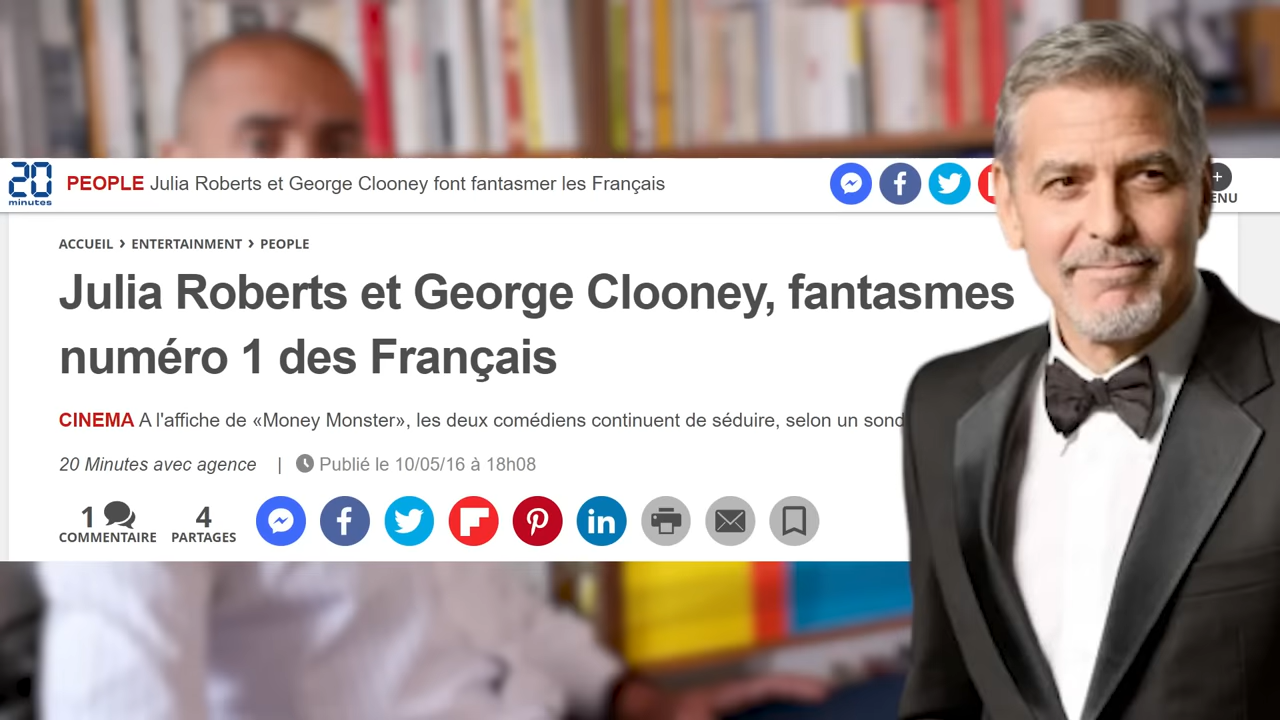 20 minutes
PEOPLE Julia Roberts et George Clooney font fantasmer les Français
ENU
ACCUEIL › ENTERTAINMENT › PEOPLE
Julia Roberts et George Clooney, fantasmes
numéro 1 des Français
CINEMA A l'affiche de «Money Monster», les deux comédiens continuent de séduire, selon un sond
20 Minutes avec agence | Publié le 10/05/16 à 18h08
1 4
COMMENTAIRE PARTAGES